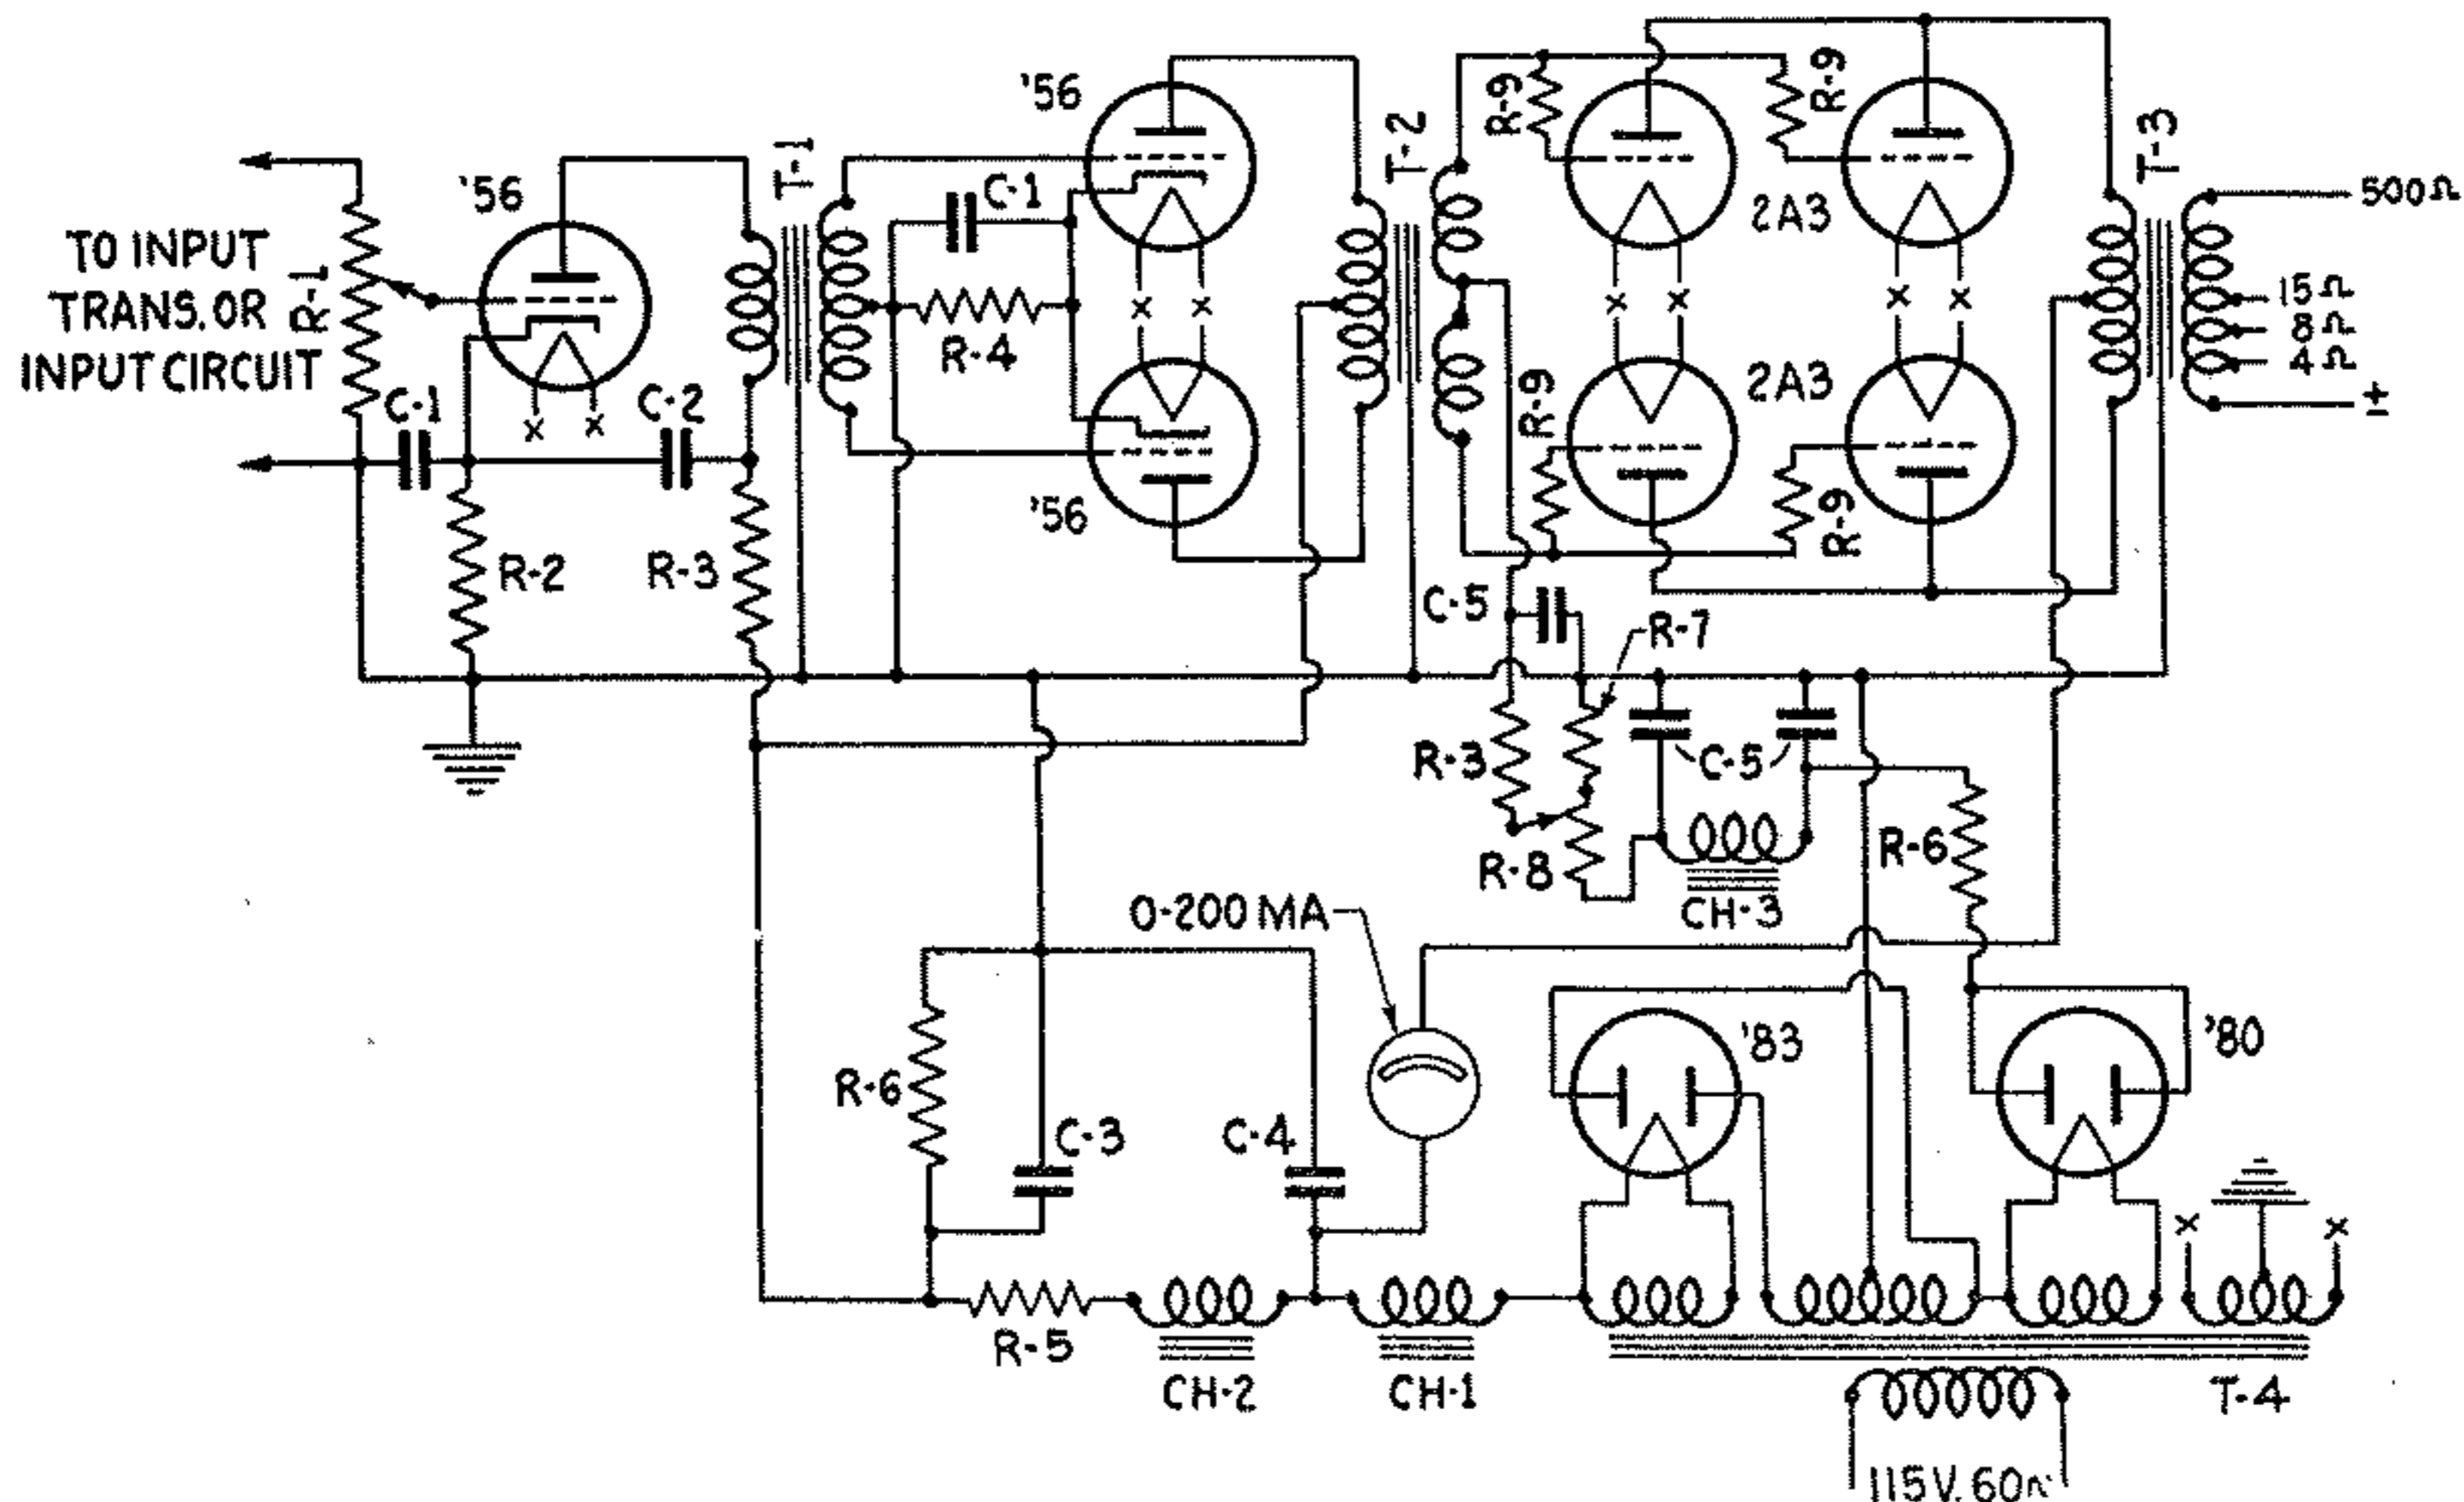 '56
R-9
R-9
T-1
T-2
T-3
'56
C-1
2A3
500Ω
TO INPUT
TRANS. OR
INPUT CIRCUIT
R-1
15Ω
8Ω
4Ω
R-4
2A3
R-9
±
C-1
C-2
'56
R-9
R-2
R-3
C-5
R-7
R-3
C-5
R-8
R-6
CH-3
0-200 MA
'83
'80
R-6
C-3
C-4
X
X
R-5
CH-2
CH-1
T-4
115V. 60~
X
X
X
X
X
X
X
X